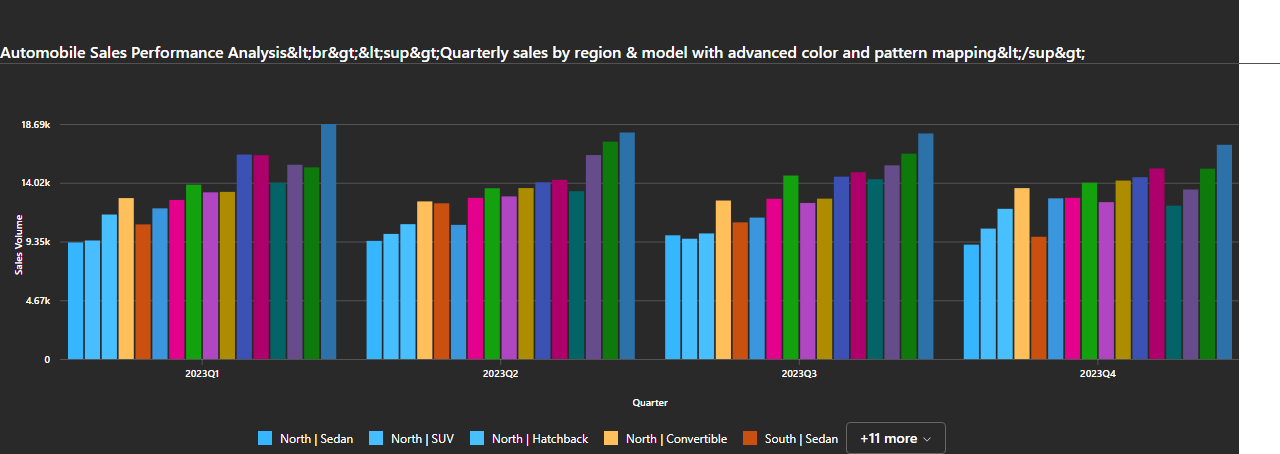 Automobile Sales Performance Analysis&lt;br&gt;&lt;sup&gt;Quarterly sales by region & model with advanced color and pattern mapping&lt;/sup&gt;
18.69k
14.02k
9.35k
4.67k
0
Sales Volume
2023Q1 2023Q2 2023Q3 2023Q4
Quarter
North | Sedan North | SUV North | Hatchback North | Convertible South | Sedan +11 more